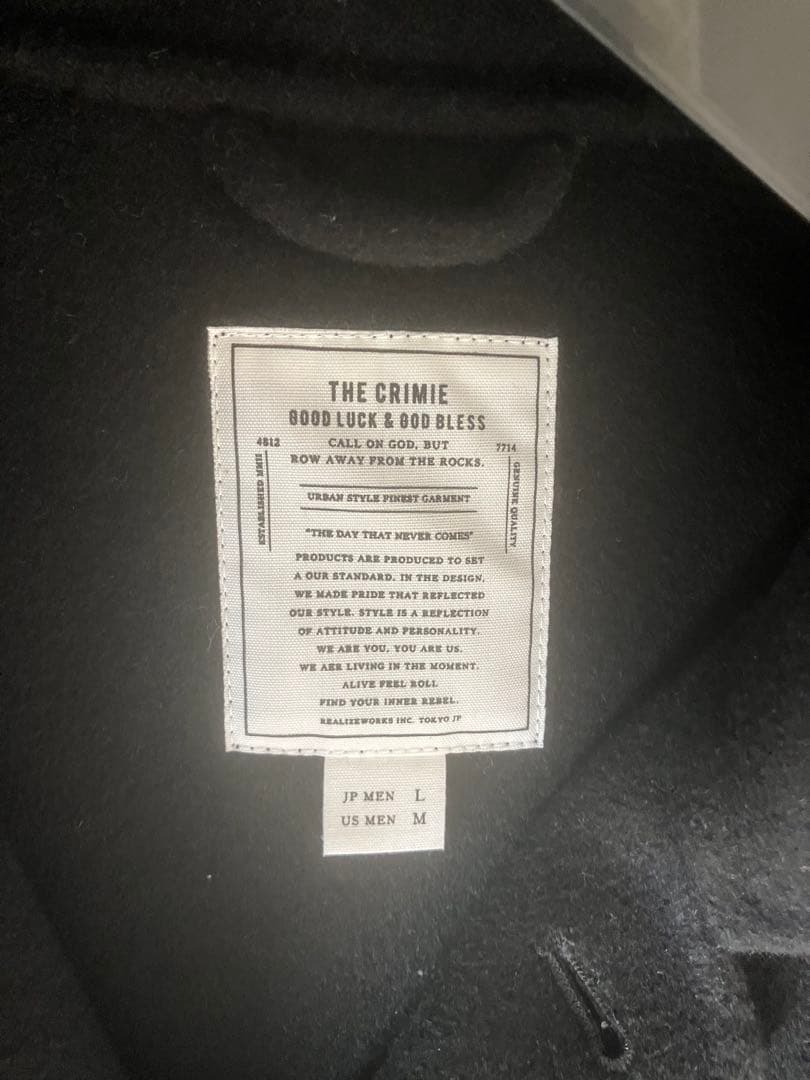 THE CRIMIE
GOOD LUCK & GOD BLESS
4812
CALL ON GOD, BUT
7714
ROW AWAY FROM THE ROCKS.
ESTABLISHED MMII
GENUINE QUALITY
URBAN STYLE FINEST GARMENT
"THE DAY THAT NEVER COMES"
PRODUCTS ARE PRODUCED TO SET
A OUR STANDARD. IN THE DESIGN,
WE MADE PRIDE THAT REFLECTED
OUR STYLE. STYLE IS A REFLECTION
OF ATTITUDE AND PERSONALITY.
WE ARE YOU, YOU ARE US.
WE AER LIVING IN THE MOMENT.
ALIVE FEEL ROLL
FIND YOUR INNER REBEL.
REALIZEWORKS INC. TOKYO JP
JP MEN L
US MEN M